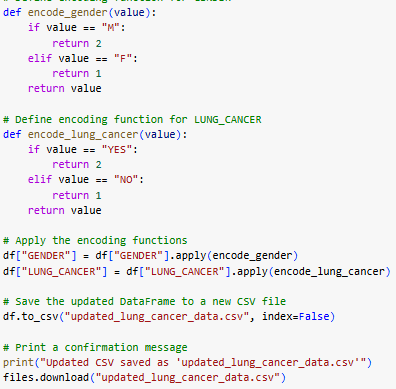 def encode_gender(value):
    if value == "M":
        return 2
    elif value == "F":
        return 1
    return value

# Define encoding function for LUNG_CANCER
def encode_lung_cancer(value):
    if value == "YES":
        return 2
    elif value == "NO":
        return 1
    return value

# Apply the encoding functions
df["GENDER"] = df["GENDER"].apply(encode_gender)
df["LUNG_CANCER"] = df["LUNG_CANCER"].apply(encode_lung_cancer)

# Save the updated DataFrame to a new CSV file
df.to_csv("updated_lung_cancer_data.csv", index=False)

# Print a confirmation message
print("Updated CSV saved as 'updated_lung_cancer_data.csv'")
files.download("updated_lung_cancer_data.csv")